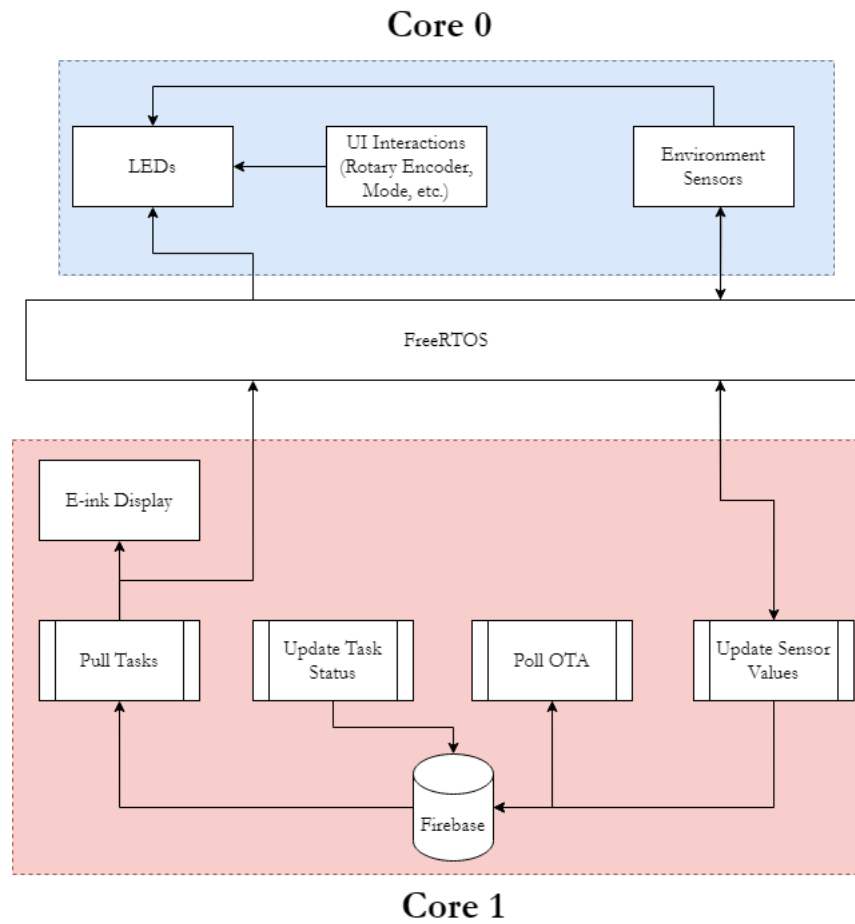 Core 0
LEDs
UI Interactions
(Rotary Encoder,
Mode, etc.)
Environment
Sensors
FreeRTOS
E-ink Display
Pull Tasks
Update Task
Status
Poll OTA
Update Sensor
Values
Firebase
Core 1